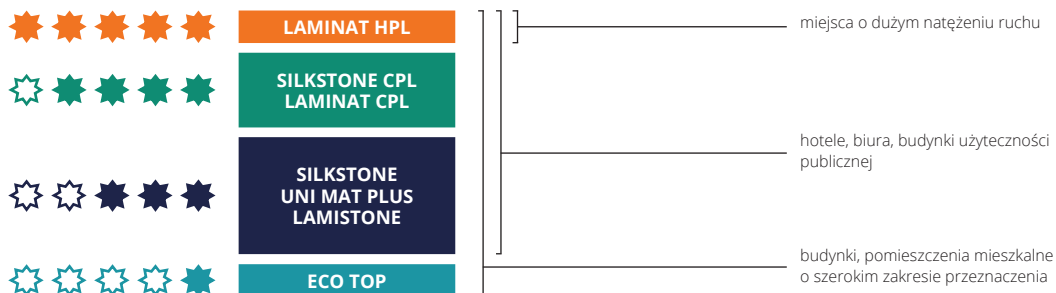 LAMINAT HPL
SILKSTONE CPL
LAMINAT CPL
SILKSTONE
UNI MAT PLUS
LAMISTONE
ECO TOP
miejsca o dużym natężeniu ruchu
hotele, biura, budynki użyteczności
publicznej
budynki, pomieszczenia mieszkalne
o szerokim zakresie przeznaczenia